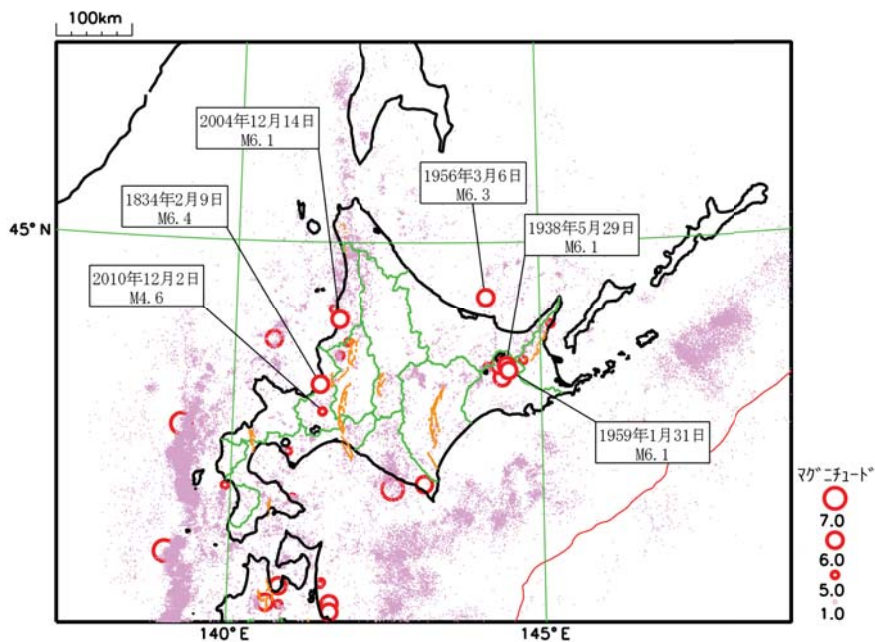 100km
2004年12月14日
M6.1
1834年2月9日
M6.4
1956年3月6日
M6.3
45°N
1938年5月29日
M6.1
2010年12月2日
M4.6
1959年1月31日
M6.1
ﾏｸﾞﾆﾁｭｰﾄﾞ
7.0
6.0
5.0
1.0
140°E
145°E